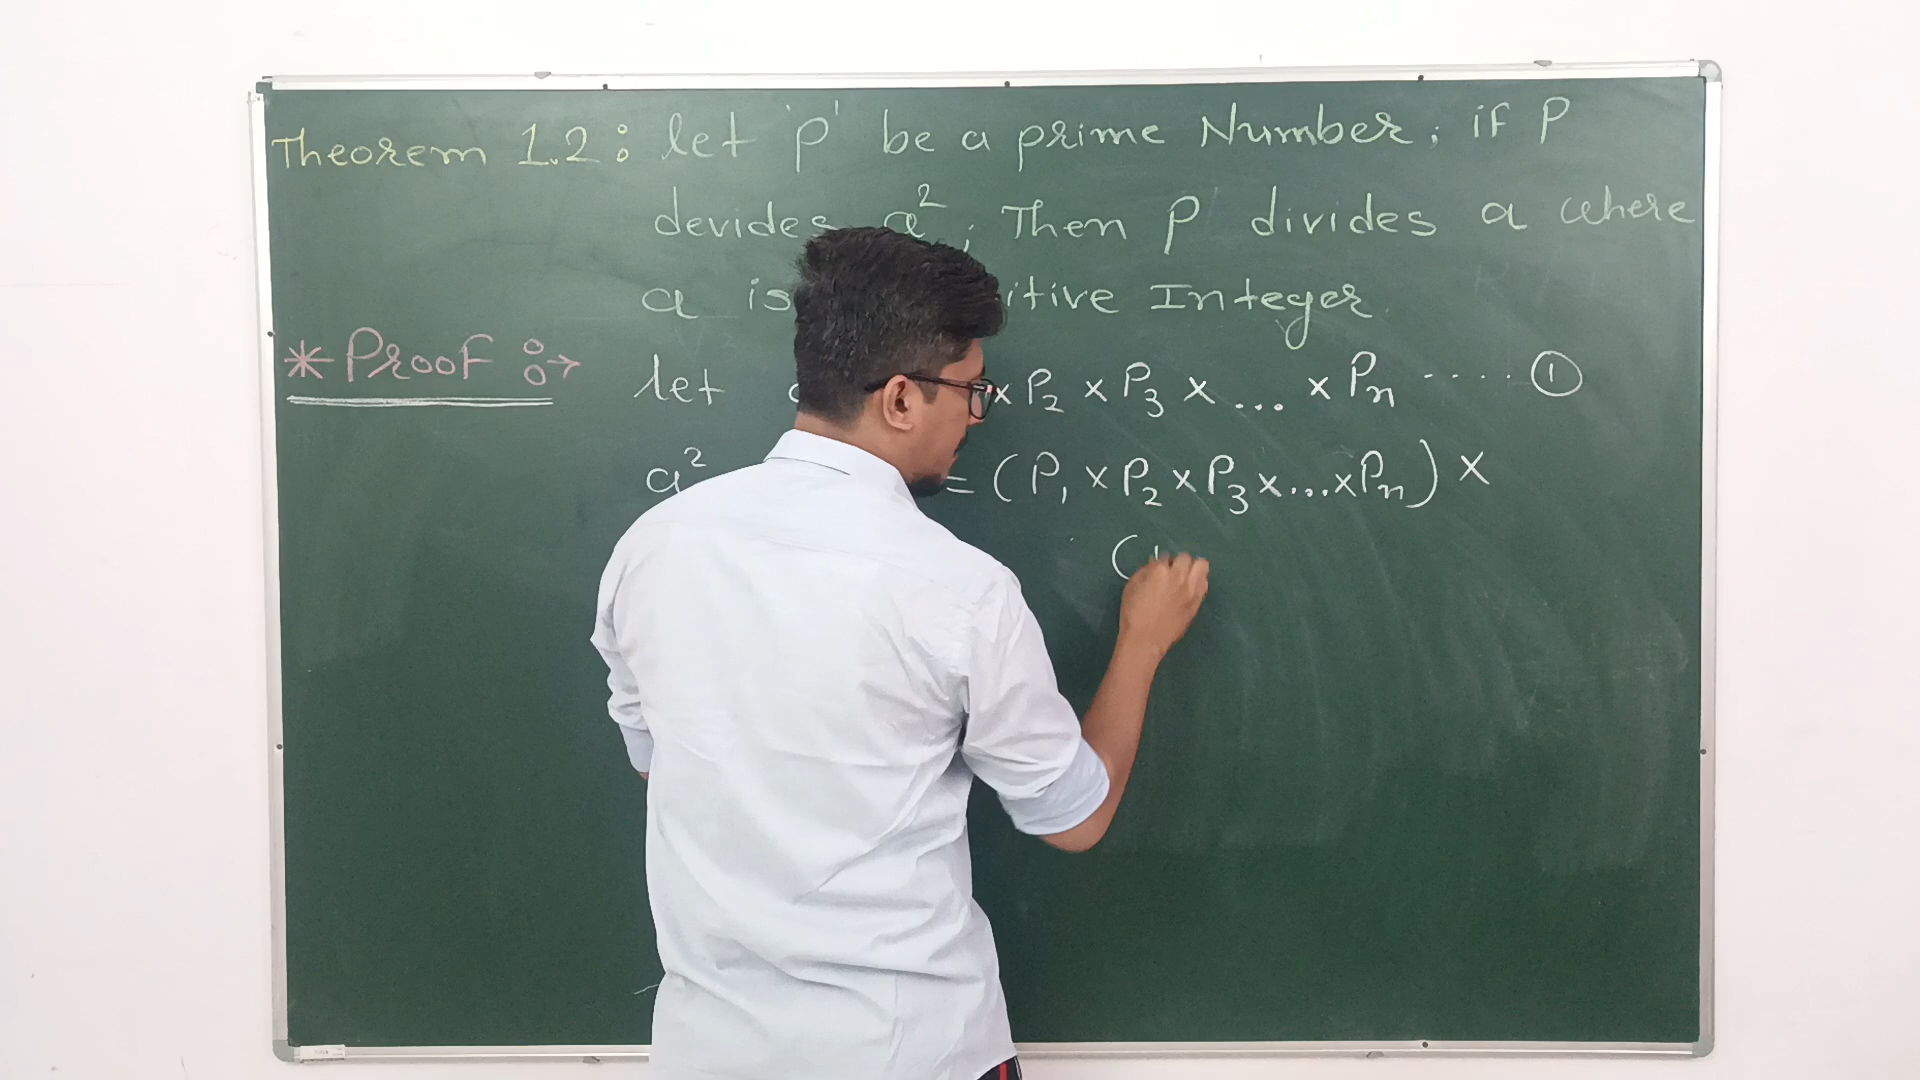 Theorem 1.2 : let 'p' be a prime Number ; if P
devides a² ; Then P divides a where
a is Integer.
* Proof :→ let × P₂ × P₃ × ... × Pₙ ····· ①
a² = (P₁ × P₂ × P₃ × ... × Pₙ) ×
(